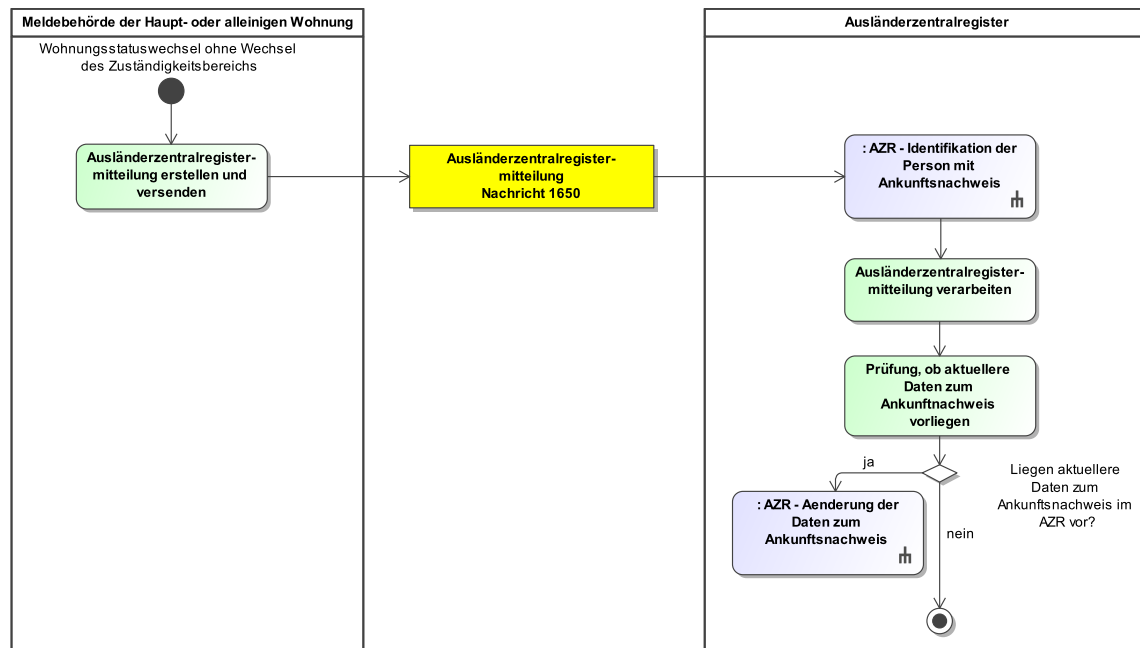 Meldebehörde der Haupt- oder alleinigen Wohnung
Wohnungsstatuswechsel ohne Wechsel
des Zuständigkeitsbereichs
Ausländerzentralregister-
mitteilung erstellen und
versenden
Ausländerzentralregister-
mitteilung
Nachricht 1650
Ausländerzentralregister
: AZR - Identifikation der
Person mit
Ankunftsnachweis
Ausländerzentralregister-
mitteilung verarbeiten
Prüfung, ob aktuellere
Daten zum
Ankunftnachweis
vorliegen
ja
Liegen aktuellere
Daten zum
Ankunftsnachweis im
AZR vor?
: AZR - Aenderung der
Daten zum
Ankunftsnachweis
nein